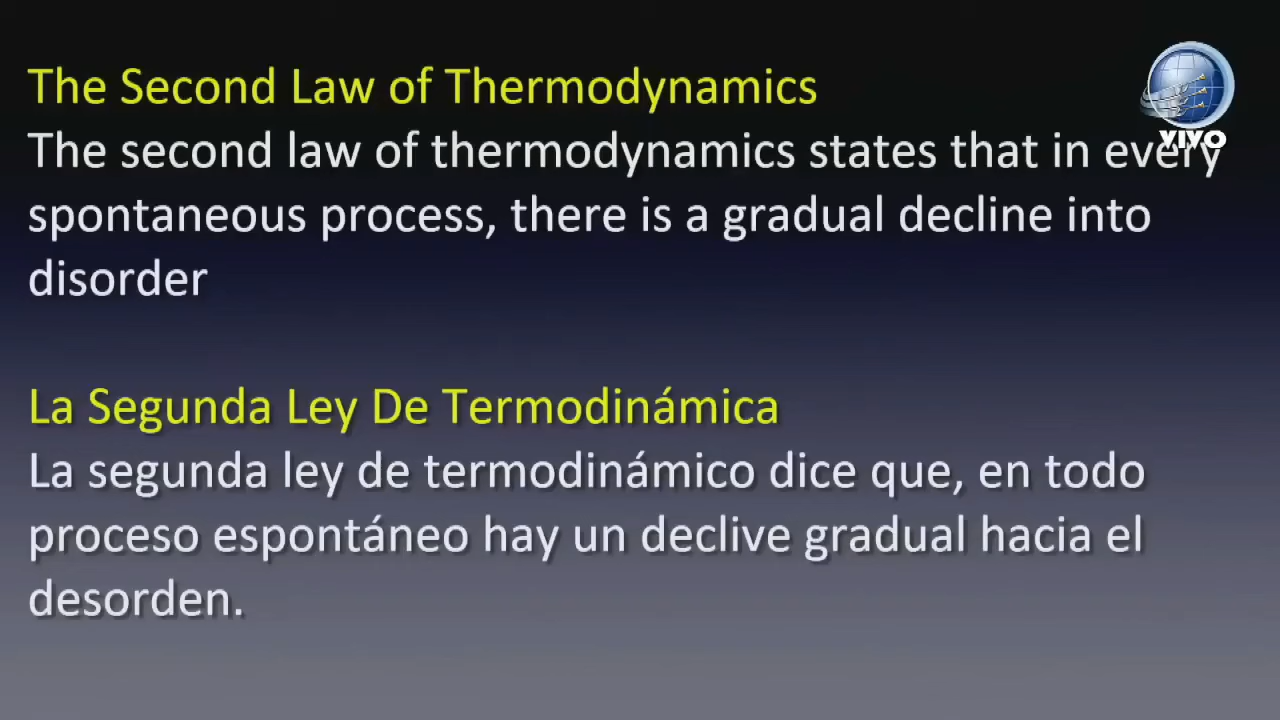 The Second Law of Thermodynamics
The second law of thermodynamics states that in every
spontaneous process, there is a gradual decline into
disorder
La Segunda Ley De Termodinámica
La segunda ley de termodinámico dice que, en todo
proceso espontáneo hay un declive gradual hacia el
desorden.
VIVO